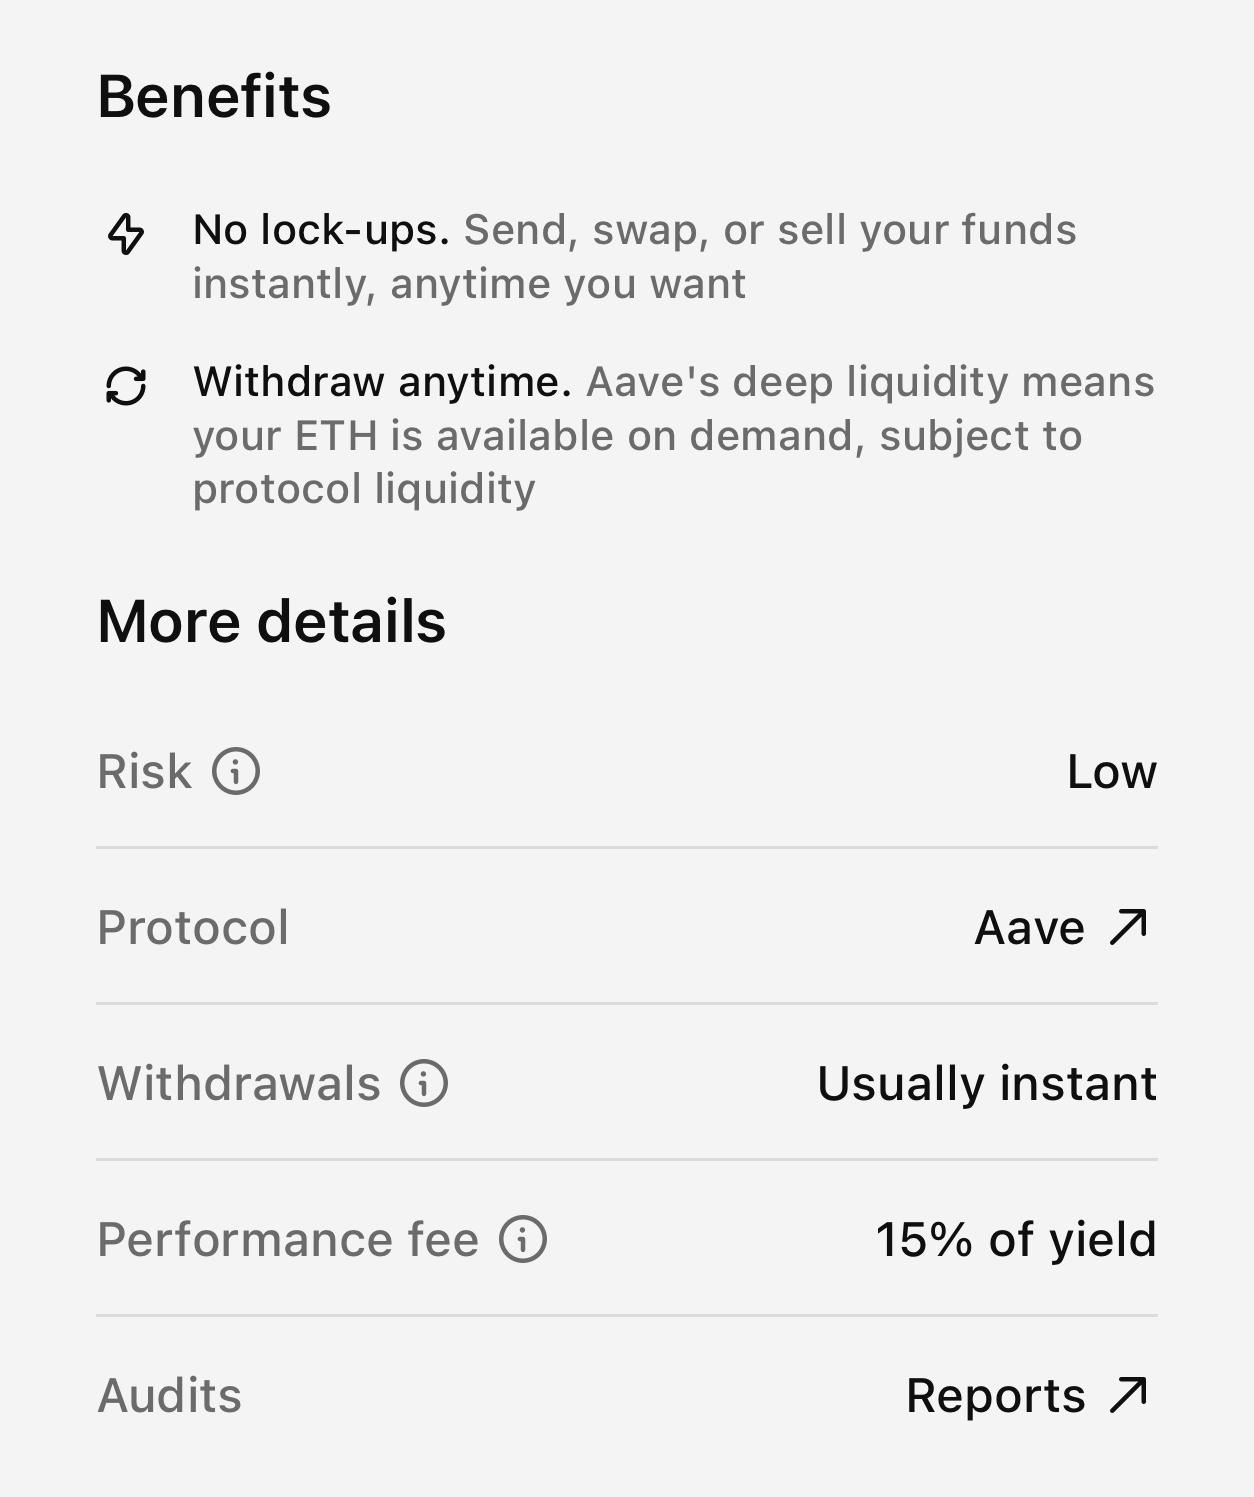 Benefits
No lock-ups. Send, swap, or sell your funds
instantly, anytime you want
Withdraw anytime. Aave's deep liquidity means
your ETH is available on demand, subject to
protocol liquidity
More details
Risk Low
Protocol Aave
Withdrawals Usually instant
Performance fee 15% of yield
Audits Reports